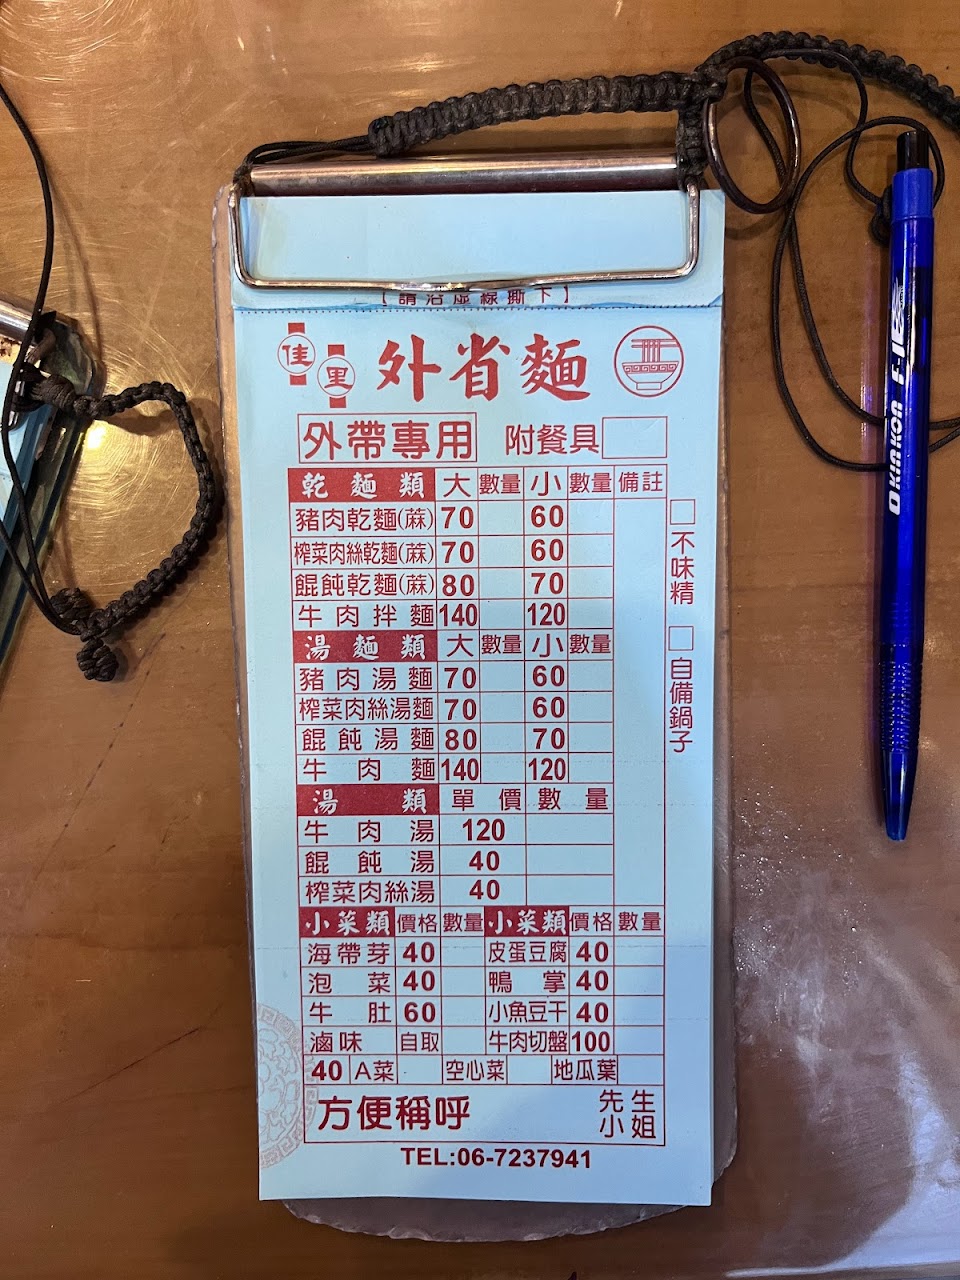 【請沿虛線撕下】
佳里 外省麵
外帶專用 附餐具
乾麵類 大 數量 小 數量 備註
豬肉乾麵(蔴) 70 60
榨菜肉絲乾麵(蔴) 70 60
餛飩乾麵(蔴) 80 70
牛肉拌麵 140 120
湯麵類 大 數量 小 數量
豬肉湯麵 70 60
榨菜肉絲湯麵 70 60
餛飩湯麵 80 70
牛肉麵 140 120
湯類 單價 數量
牛肉湯 120
餛飩湯 40
榨菜肉絲湯 40
小菜類 價格 數量 小菜類 價格 數量
海帶芽 40 皮蛋豆腐 40
泡菜 40 鴨掌 40
牛肚 60 小魚豆干 40
滷味 自取 牛肉切盤 100
40 A菜 空心菜 地瓜葉
方便稱呼 先生 小姐
TEL:06-7237941
不味精
自備鍋子
O KINKON